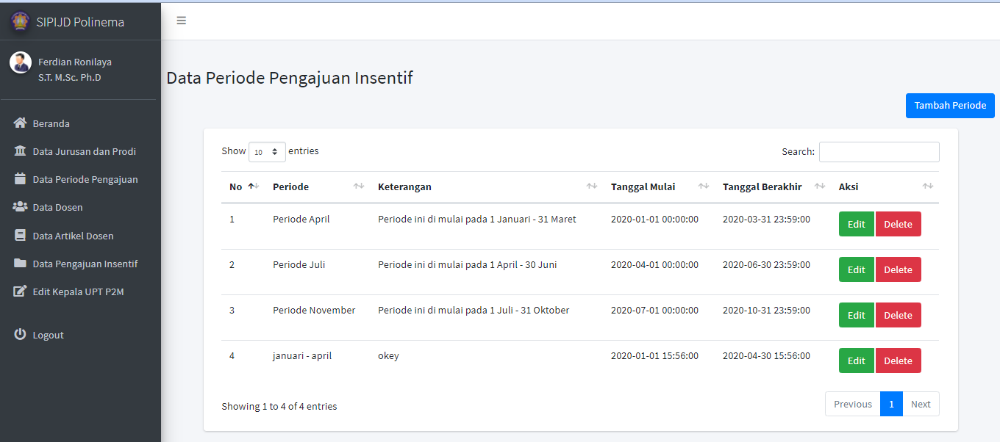 SIPIJD Polinema
Ferdian Ronilaya
S.T. M.Sc. Ph.D
Beranda
Data Jurusan dan Prodi
Data Periode Pengajuan
Data Dosen
Data Artikel Dosen
Data Pengajuan Insentif
Edit Kepala UPT P2M
Logout
Data Periode Pengajuan Insentif
Tambah Periode
Show 10 entries Search:
No Periode Keterangan Tanggal Mulai Tanggal Berakhir Aksi
1 Periode April Periode ini di mulai pada 1 Januari - 31 Maret 2020-01-01 00:00:00 2020-03-31 23:59:00 Edit Delete
2 Periode Juli Periode ini di mulai pada 1 April - 30 Juni 2020-04-01 00:00:00 2020-06-30 23:59:00 Edit Delete
3 Periode November Periode ini di mulai pada 1 Juli - 31 Oktober 2020-07-01 00:00:00 2020-10-31 23:59:00 Edit Delete
4 januari - april okey 2020-01-01 15:56:00 2020-04-30 15:56:00 Edit Delete
Showing 1 to 4 of 4 entries Previous 1 Next